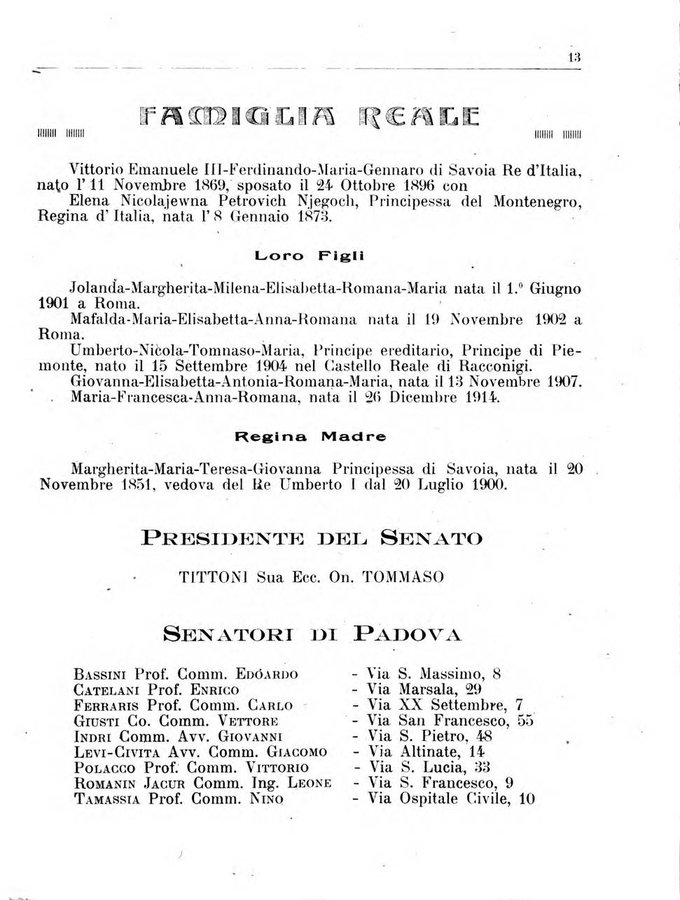 13
FAMIGLIA REALE
Vittorio Emanuele III-Ferdinando-Maria-Gennaro di Savoia Re d'Italia,
nato l' 11 Novembre 1869, sposato il 24 Ottobre 1896 con
Elena Nicolajewna Petrovich Njegoch, Principessa del Montenegro,
Regina d' Italia, nata l' 8 Gennaio 1873.
Loro Figli
Jolanda-Margherita-Milena-Elisabetta-Romana-Maria nata il 1.º Giugno
1901 a Roma.
Mafalda-Maria-Elisabetta-Anna-Romana nata il 19 Novembre 1902 a
Roma.
Umberto-Nicola-Tomnaso-Maria, Principe ereditario, Principe di Pie-
monte, nato il 15 Settembre 1904 nel Castello Reale di Racconigi.
Giovanna-Elisabetta-Antonia-Romana-Maria, nata il 13 Novembre 1907.
Maria-Francesca-Anna-Romana, nata il 26 Dicembre 1914.
Regina Madre
Margherita-Maria-Teresa-Giovanna Principessa di Savoia, nata il 20
Novembre 1851, vedova del Re Umberto I dal 20 Luglio 1900.
PRESIDENTE DEL SENATO
TITTONI Sua Ecc. On. TOMMASO
SENATORI DI PADOVA
BASSINI Prof. Comm. EDOARDO - Via S. Massimo, 8
CATELANI Prof. ENRICO - Via Marsala, 29
FERRARIS Prof. Comm. CARLO - Via XX Settembre, 7
GIUSTI Co. Comm. VETTORE - Via San Francesco, 55
INDRI Comm. Avv. GIOVANNI - Via S. Pietro, 48
LEVI-CIVITA Avv. Comm. GIACOMO - Via Altinate, 14
POLACCO Prof. Comm. VITTORIO - Via S. Lucia, 33
ROMANIN JACUR Comm. Ing. LEONE - Via S. Francesco, 9
TAMASSIA Prof. Comm. NINO - Via Ospitale Civile, 10